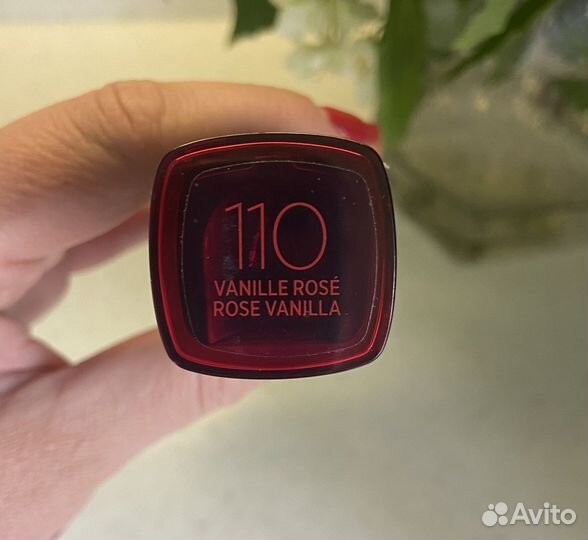 110
VANILLE ROSÉ
ROSE VANILLA
Avito